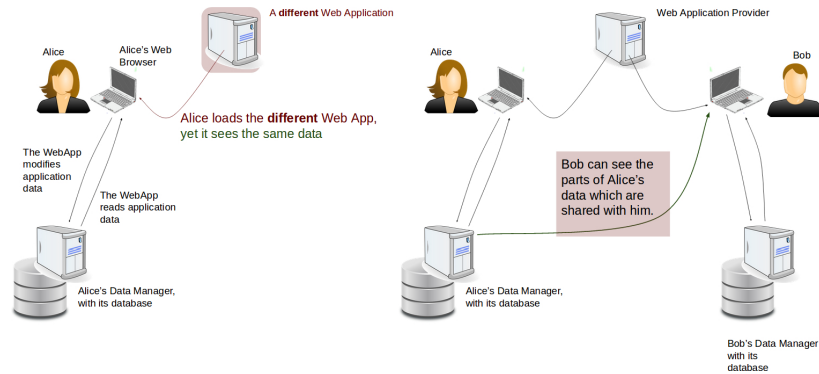 A different Web Application
Alice
Alice's Web
Browser
Alice loads the different Web App,
yet it sees the same data
The WebApp
modifies
application
data
The WebApp
reads application
data
Alice's Data Manager,
with its database
Web Application Provider
Alice
Bob
Bob can see the
parts of Alice's
data which are
shared with him.
Alice's Data Manager,
with its database
Bob's Data Manager
with its
database